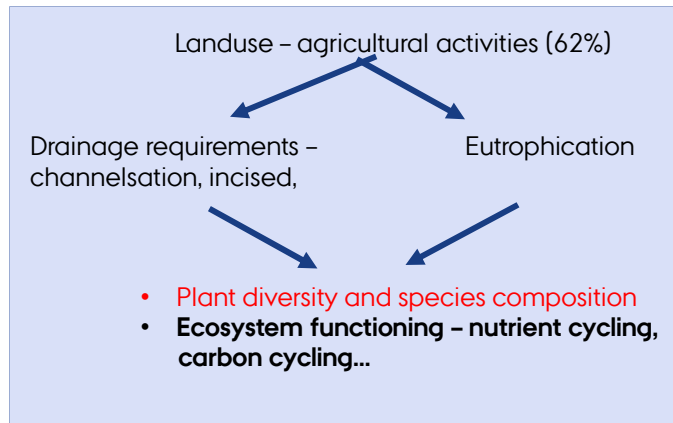 Landuse – agricultural activities (62%)
Drainage requirements –
channelsation, incised,
Eutrophication
• Plant diversity and species composition
• Ecosystem functioning – nutrient cycling,
carbon cycling...